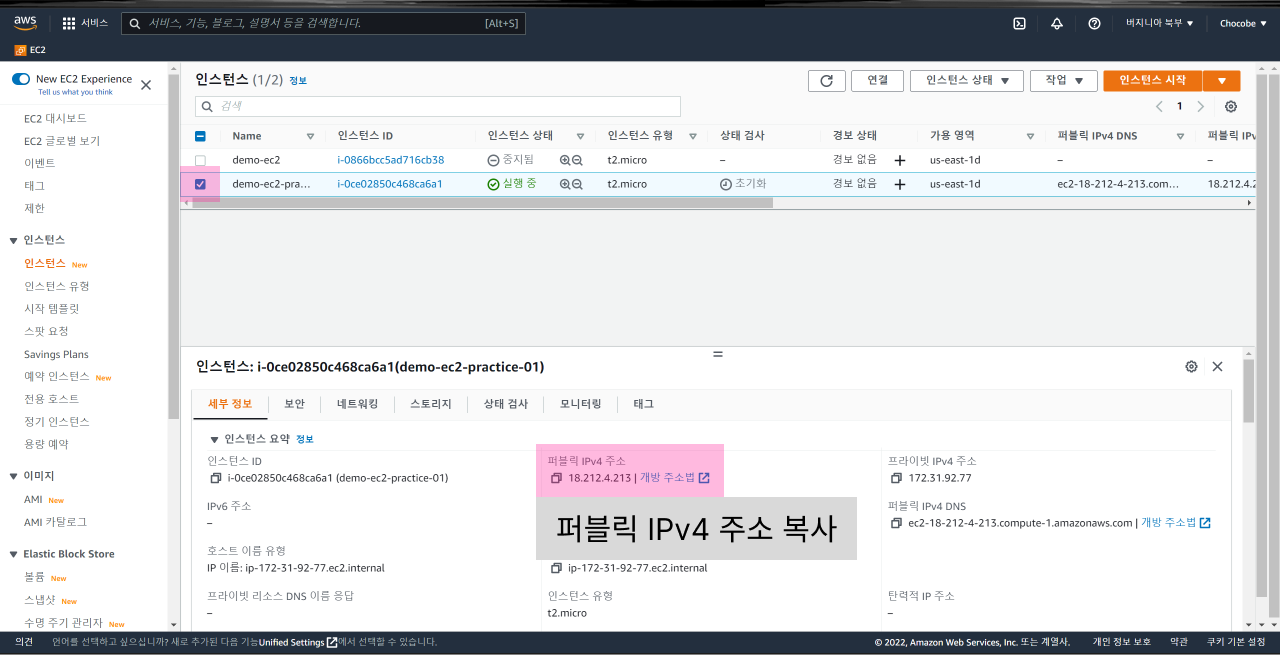 aws 서비스 서비스, 기능, 블로그, 설명서 등을 검색합니다. [Alt+S] 버지니아 북부 ▼ Chocobe ▼
EC2
New EC2 Experience
Tell us what you think
EC2 대시보드
EC2 글로벌 보기
이벤트
태그
제한
▼ 인스턴스
인스턴스 New
인스턴스 유형
시작 템플릿
스팟 요청
Savings Plans
예약 인스턴스 New
전용 호스트
정기 인스턴스
용량 예약
▼ 이미지
AMI New
AMI 카탈로그
▼ Elastic Block Store
볼륨 New
스냅샷 New
수명 주기 관리자 New
인스턴스 (1/2) 정보 연결 인스턴스 상태 ▼ 작업 ▼ 인스턴스 시작 ▼
검색 1
Name 인스턴스 ID 인스턴스 상태 인스턴스 유형 상태 검사 경보 상태 가용 영역 퍼블릭 IPv4 DNS 퍼블릭 IPv
demo-ec2 i-0866bcc5ad716cb38 중지됨 t2.micro – 경보 없음 + us-east-1d – –
demo-ec2-pra... i-0ce02850c468ca6a1 실행 중 t2.micro 초기화 경보 없음 + us-east-1d ec2-18-212-4-213.com... 18.212.4.2
인스턴스: i-0ce02850c468ca6a1(demo-ec2-practice-01)
세부 정보 보안 네트워킹 스토리지 상태 검사 모니터링 태그
▼ 인스턴스 요약 정보
인스턴스 ID
i-0ce02850c468ca6a1 (demo-ec2-practice-01)
퍼블릭 IPv4 주소
18.212.4.213 | 개방 주소법
프라이빗 IPv4 주소
172.31.92.77
IPv6 주소
–
퍼블릭 IPv4 주소 복사
퍼블릭 IPv4 DNS
ec2-18-212-4-213.compute-1.amazonaws.com | 개방 주소법
호스트 이름 유형
IP 이름: ip-172-31-92-77.ec2.internal
ip-172-31-92-77.ec2.internal
프라이빗 리소스 DNS 이름 응답
–
인스턴스 유형
t2.micro
탄력적 IP 주소
–
의견 언어를 선택하고 싶으십니까? 새로 추가된 다음 기능Unified Settings에서 선택할 수 있습니다. © 2022, Amazon Web Services, Inc. 또는 계열사. 개인 정보 보호 약관 쿠키 기본 설정